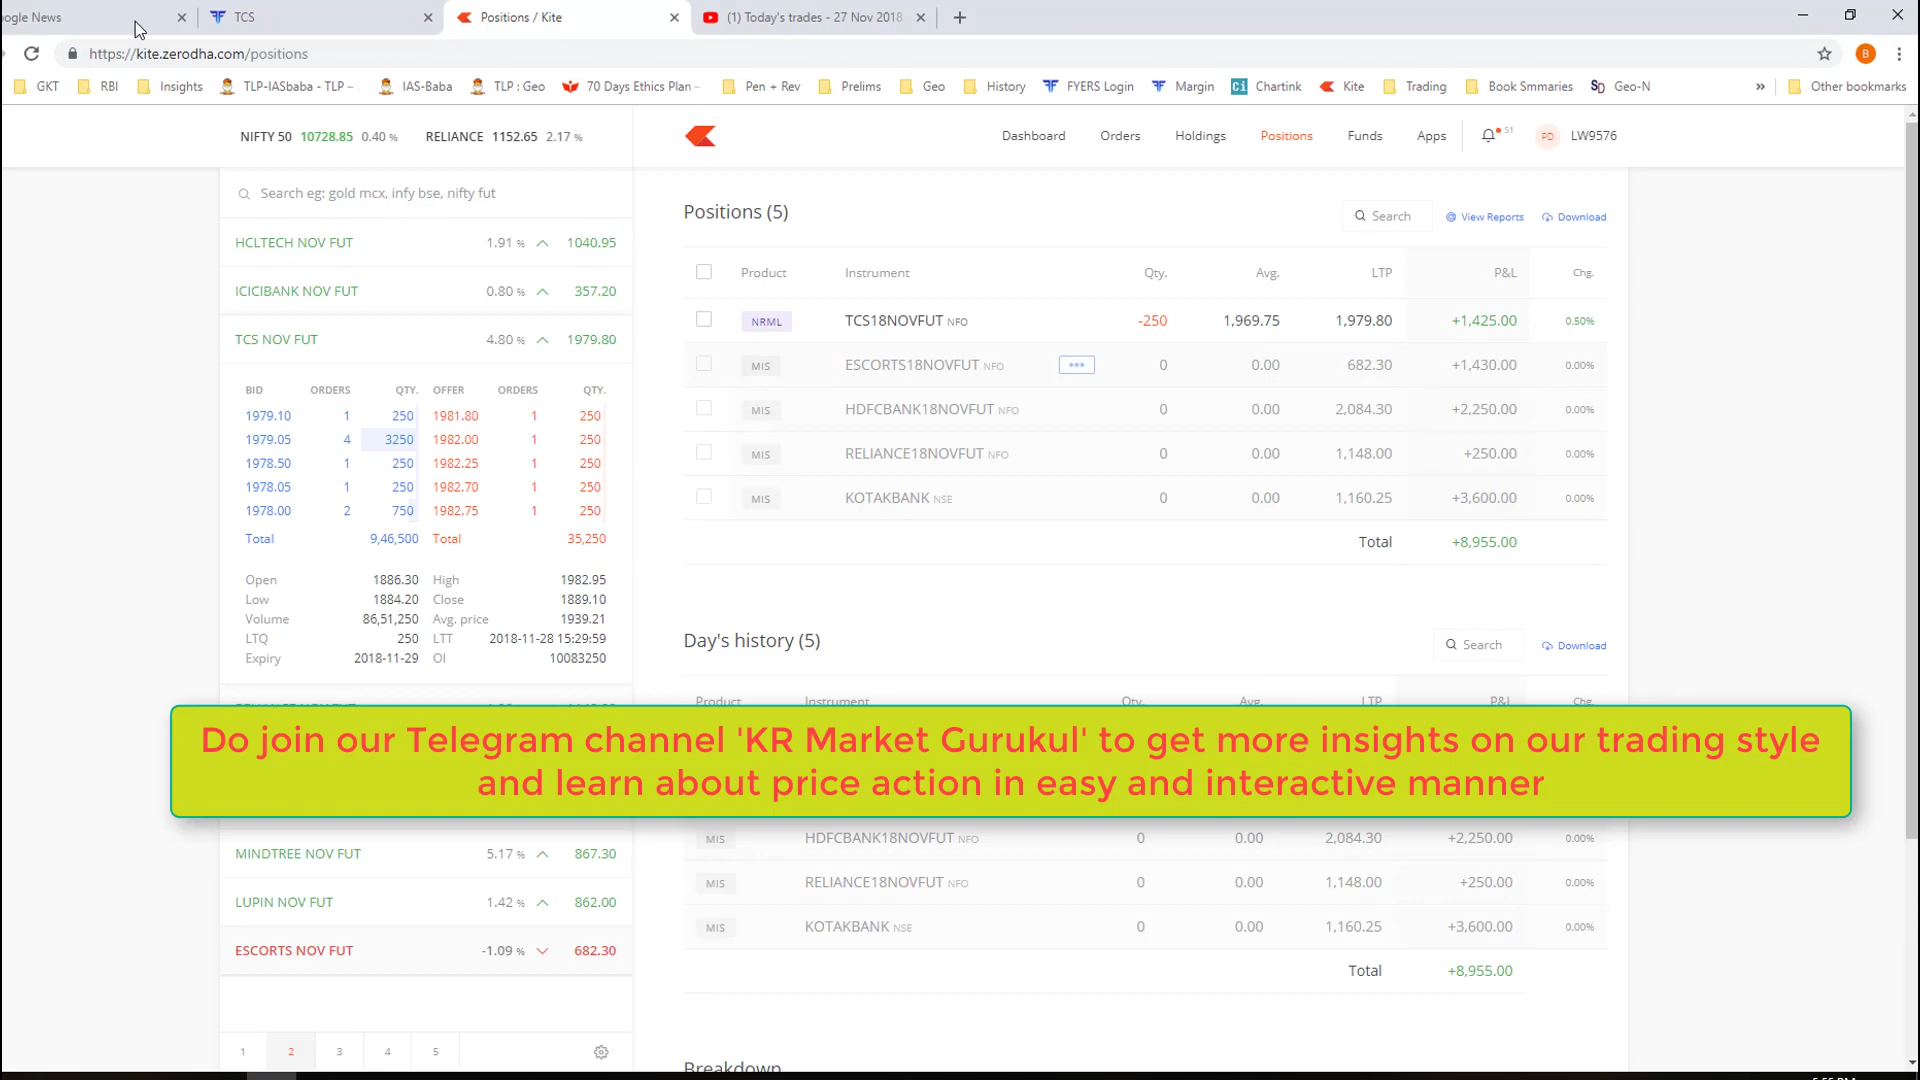 oogle News
TCS
Positions / Kite
(1) Today's trades - 27 Nov 2018
https://kite.zerodha.com/positions
B
GKT RBI Insights TLP-IASbaba - TLP – IAS-Baba TLP : Geo 70 Days Ethics Plan – Pen + Rev Prelims Geo History FYERS Login Margin Chartink Kite Trading Book Smmaries Geo-N » Other bookmarks
NIFTY 50 10728.85 0.40 % RELIANCE 1152.65 2.17 %
Dashboard Orders Holdings Positions Funds Apps 51 PD LW9576
Search eg: gold mcx, infy bse, nifty fut
HCLTECH NOV FUT 1.91 % 1040.95
ICICIBANK NOV FUT 0.80 % 357.20
TCS NOV FUT 4.80 % 1979.80
BID ORDERS QTY. OFFER ORDERS QTY.
1979.10 1 250 1981.80 1 250
1979.05 4 3250 1982.00 1 250
1978.50 1 250 1982.25 1 250
1978.05 1 250 1982.70 1 250
1978.00 2 750 1982.75 1 250
Total 9,46,500 Total 35,250
Open 1886.30 High 1982.95
Low 1884.20 Close 1889.10
Volume 86,51,250 Avg. price 1939.21
LTQ 250 LTT 2018-11-28 15:29:59
Expiry 2018-11-29 OI 10083250
MINDTREE NOV FUT 5.17 % 867.30
LUPIN NOV FUT 1.42 % 862.00
ESCORTS NOV FUT -1.09 % 682.30
1 2 3 4 5
Positions (5) Search View Reports Download
Product Instrument Qty. Avg. LTP P&L Chg.
NRML TCS18NOVFUT NFO -250 1,969.75 1,979.80 +1,425.00 0.50%
MIS ESCORTS18NOVFUT NFO ••• 0 0.00 682.30 +1,430.00 0.00%
MIS HDFCBANK18NOVFUT NFO 0 0.00 2,084.30 +2,250.00 0.00%
MIS RELIANCE18NOVFUT NFO 0 0.00 1,148.00 +250.00 0.00%
MIS KOTAKBANK NSE 0 0.00 1,160.25 +3,600.00 0.00%
Total +8,955.00
Day's history (5) Search Download
Product Instrument Qty. Avg. LTP P&L Chg.
Do join our Telegram channel 'KR Market Gurukul' to get more insights on our trading style
and learn about price action in easy and interactive manner
MIS HDFCBANK18NOVFUT NFO 0 0.00 2,084.30 +2,250.00 0.00%
MIS RELIANCE18NOVFUT NFO 0 0.00 1,148.00 +250.00 0.00%
MIS KOTAKBANK NSE 0 0.00 1,160.25 +3,600.00 0.00%
Total +8,955.00
Breakdown